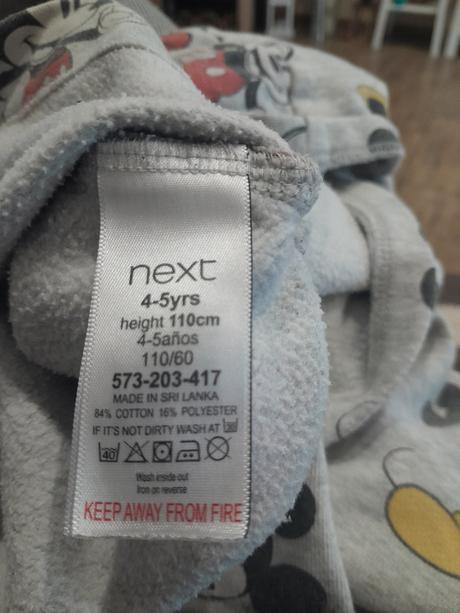 next
4-5yrs
height 110cm
4-5años
110/60
573-203-417
MADE IN SRI LANKA
84% COTTON 16% POLYESTER
IF IT'S NOT DIRTY WASH AT 30
40
Wash inside out
Iron on reverse
KEEP AWAY FROM FIRE